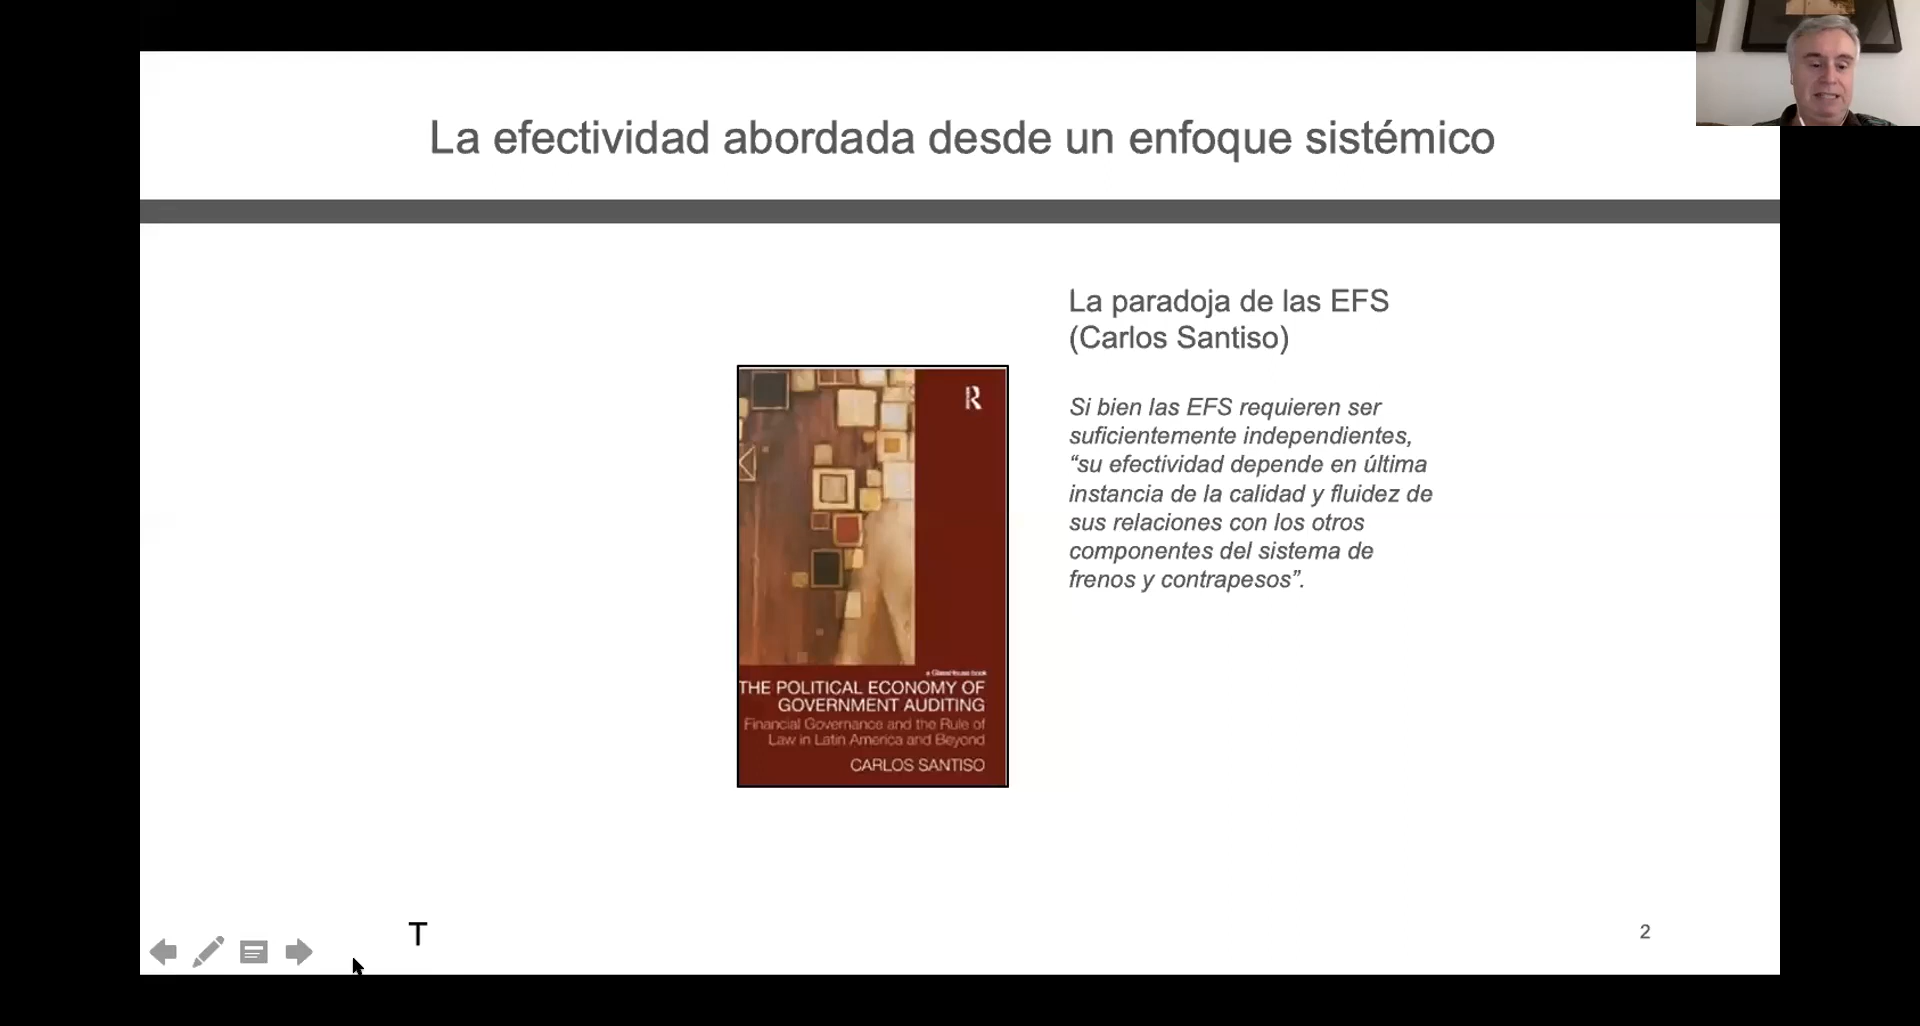 La efectividad abordada desde un enfoque sistémico
La paradoja de las EFS
(Carlos Santiso)
Si bien las EFS requieren ser
suficientemente independientes,
“su efectividad depende en última
instancia de la calidad y fluidez de
sus relaciones con los otros
componentes del sistema de
frenos y contrapesos”.
R
a GlassHouse book
THE POLITICAL ECONOMY OF
GOVERNMENT AUDITING
Financial Governance and the Rule of
Law in Latin America and Beyond
CARLOS SANTISO
T
2